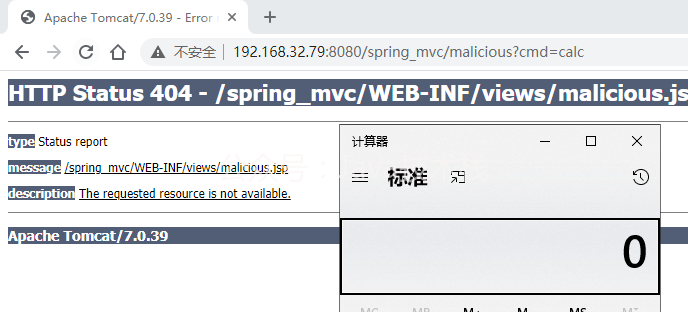 Apache Tomcat/7.0.39 - Error
不安全 192.168.32.79:8080/spring_mvc/malicious?cmd=calc
HTTP Status 404 - /spring_mvc/WEB-INF/views/malicious.js
type Status report
message /spring_mvc/WEB-INF/views/malicious.jsp
description The requested resource is not available.
Apache Tomcat/7.0.39
计算器
标准
0
MC MR M+ M- MS